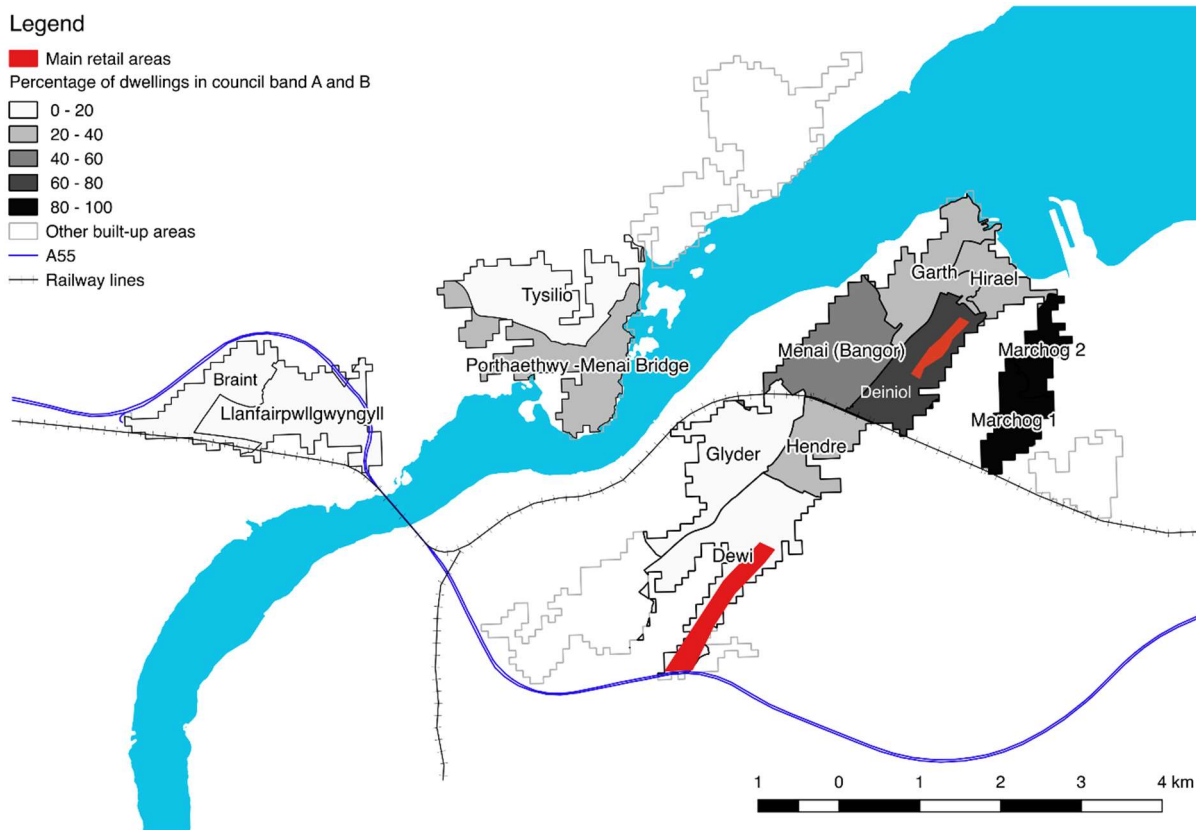 Legend
Main retail areas
Percentage of dwellings in council band A and B
0 - 20
20 - 40
40 - 60
60 - 80
80 - 100
Other built-up areas
A55
Railway lines
Garth
Hirael
Tysilio
Menai (Bangor)
Marchog 2
Porthaethwy -Menai Bridge
Braint
Deiniol
Llanfairpwllgwyngyll
Marchog 1
Glyder
Hendre
Dewi
1 0 1 2 3 4 km